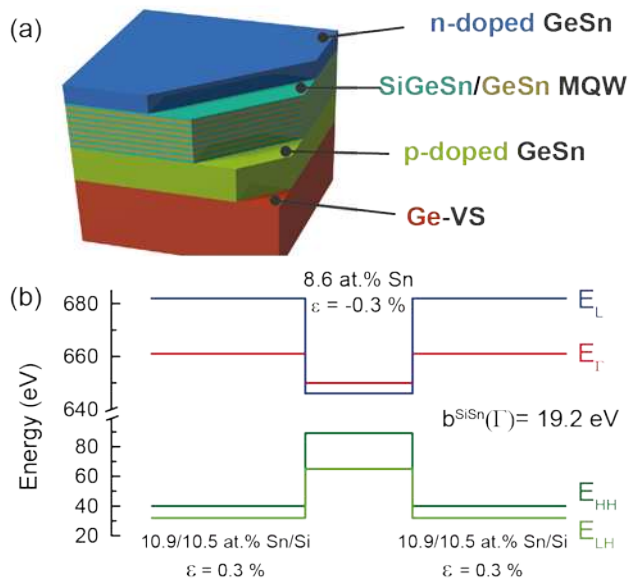 (a)
n-doped GeSn
SiGeSn/GeSn MQW
p-doped GeSn
Ge-VS
(b)
8.6 at.% Sn
ε = -0.3 %
680
660
640
80
60
40
20
Energy (eV)
E_L
E_Γ
b^SiSn(Γ)= 19.2 eV
E_HH
E_LH
10.9/10.5 at.% Sn/Si
ε = 0.3 %
10.9/10.5 at.% Sn/Si
ε = 0.3 %